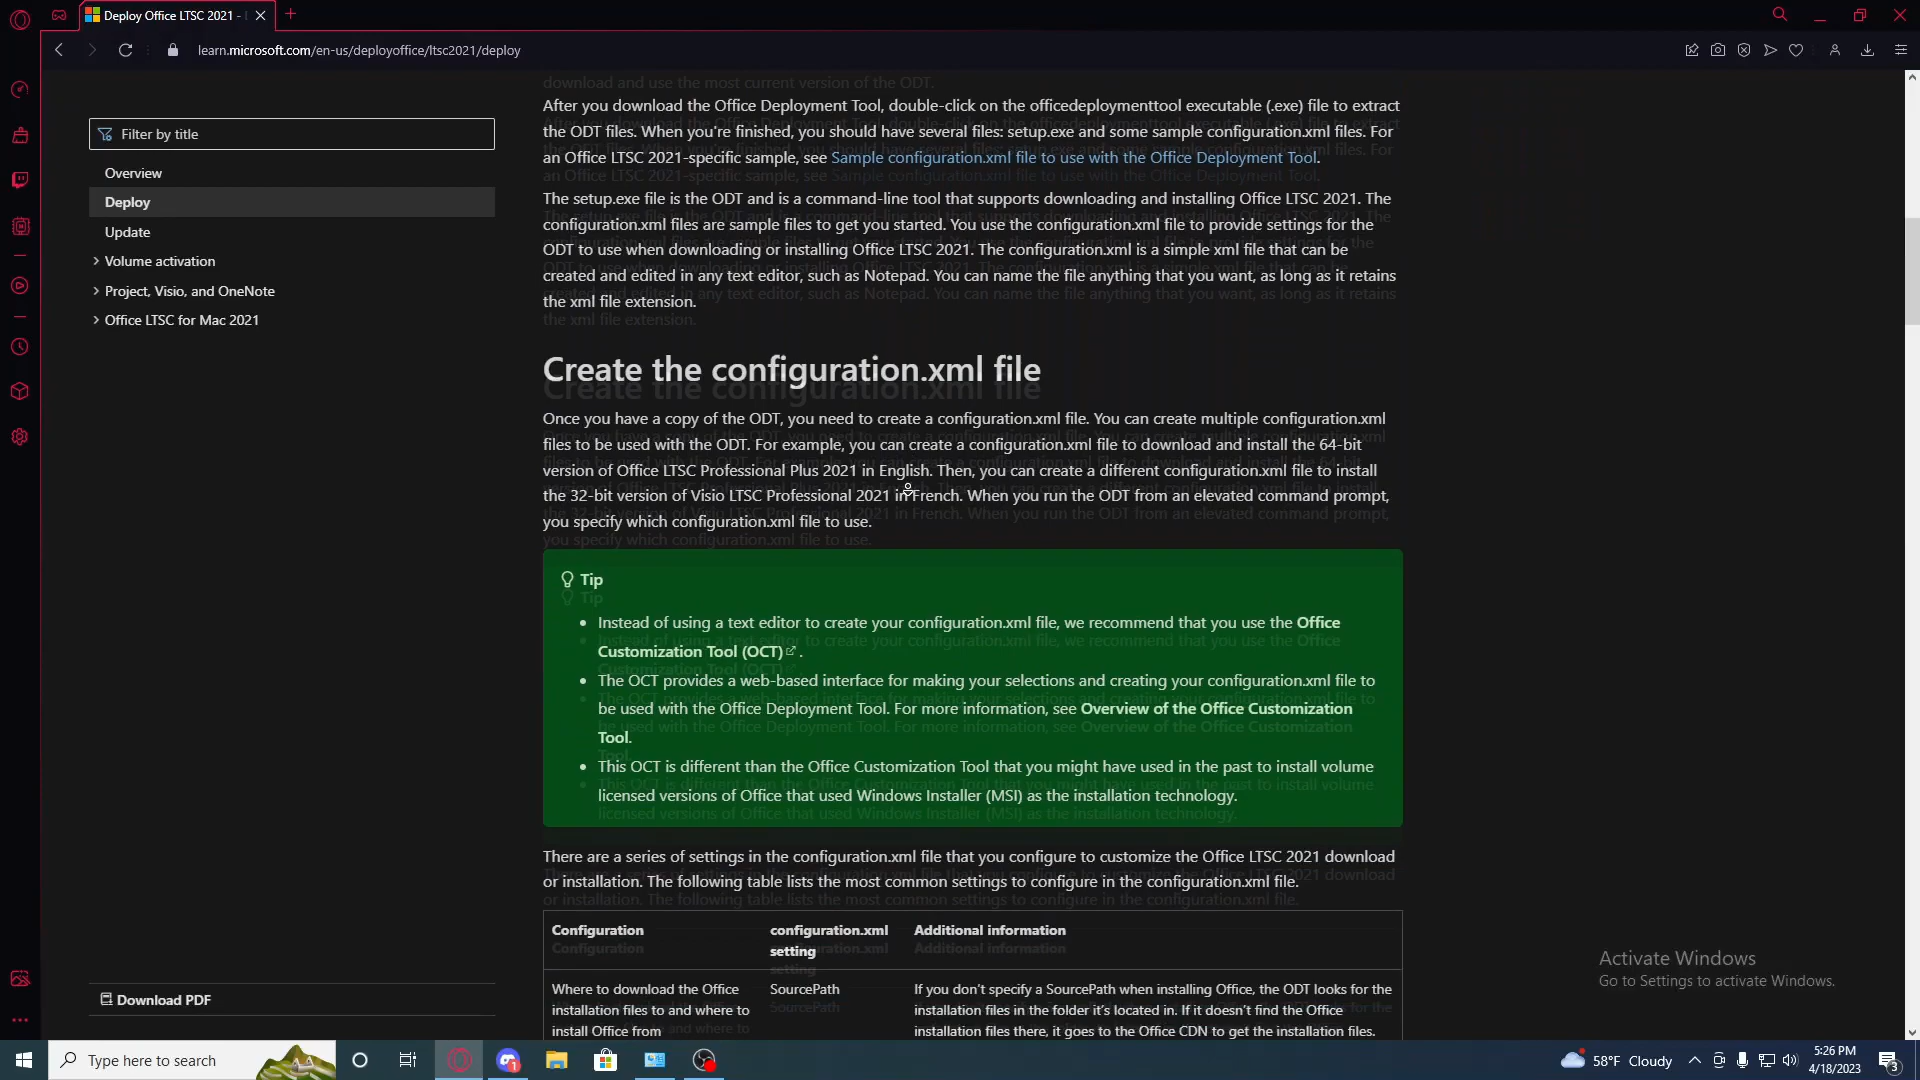 Deploy Office LTSC 2021 -
learn.microsoft.com/en-us/deployoffice/ltsc2021/deploy
Filter by title
Overview
Deploy
Update
Volume activation
Project, Visio, and OneNote
Office LTSC for Mac 2021
Download PDF
download and use the most current version of the ODT.
After you download the Office Deployment Tool, double-click on the officedeploymenttool executable (.exe) file to extract
the ODT files. When you're finished, you should have several files: setup.exe and some sample configuration.xml files. For
an Office LTSC 2021-specific sample, see Sample configuration.xml file to use with the Office Deployment Tool.
The setup.exe file is the ODT and is a command-line tool that supports downloading and installing Office LTSC 2021. The
configuration.xml files are sample files to get you started. You use the configuration.xml file to provide settings for the
ODT to use when downloading or installing Office LTSC 2021. The configuration.xml is a simple xml file that can be
created and edited in any text editor, such as Notepad. You can name the file anything that you want, as long as it retains
the xml file extension.
Create the configuration.xml file
Once you have a copy of the ODT, you need to create a configuration.xml file. You can create multiple configuration.xml
files to be used with the ODT. For example, you can create a configuration.xml file to download and install the 64-bit
version of Office LTSC Professional Plus 2021 in English. Then, you can create a different configuration.xml file to install
the 32-bit version of Visio LTSC Professional 2021 in French. When you run the ODT from an elevated command prompt,
you specify which configuration.xml file to use.
Tip
• Instead of using a text editor to create your configuration.xml file, we recommend that you use the Office
Customization Tool (OCT) .
• The OCT provides a web-based interface for making your selections and creating your configuration.xml file to
be used with the Office Deployment Tool. For more information, see Overview of the Office Customization
Tool.
• This OCT is different than the Office Customization Tool that you might have used in the past to install volume
licensed versions of Office that used Windows Installer (MSI) as the installation technology.
There are a series of settings in the configuration.xml file that you configure to customize the Office LTSC 2021 download
or installation. The following table lists the most common settings to configure in the configuration.xml file.
Configuration configuration.xml Additional information
setting
Where to download the Office SourcePath If you don't specify a SourcePath when installing Office, the ODT looks for the
installation files to and where to installation files in the folder it's located in. If it doesn't find the Office
install Office from installation files there, it goes to the Office CDN to get the installation files.
Activate Windows
Go to Settings to activate Windows.
Type here to search
58°F Cloudy
5:26 PM
4/18/2023
3
1